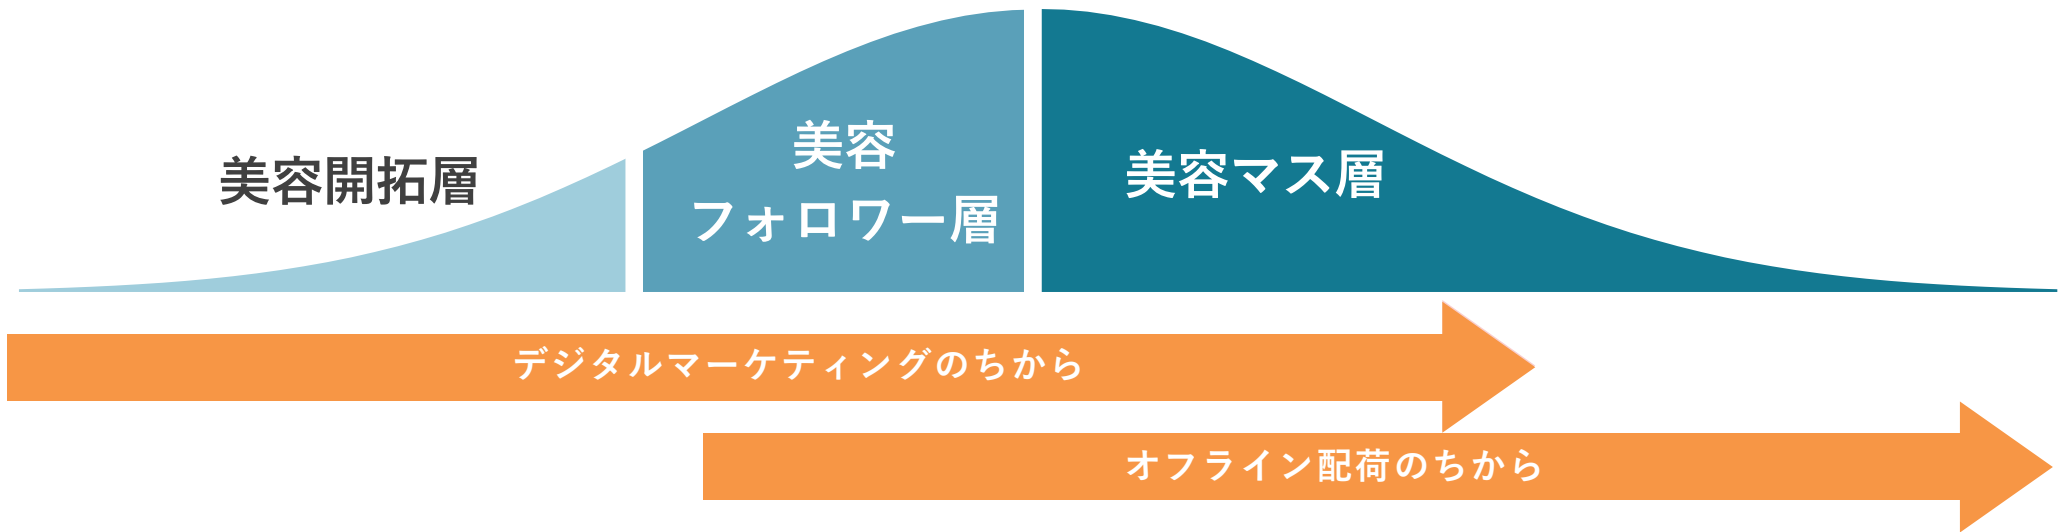 美容開拓層
美容
フォロワー層
美容マス層
デジタルマーケティングのちから
オフライン配荷のちから